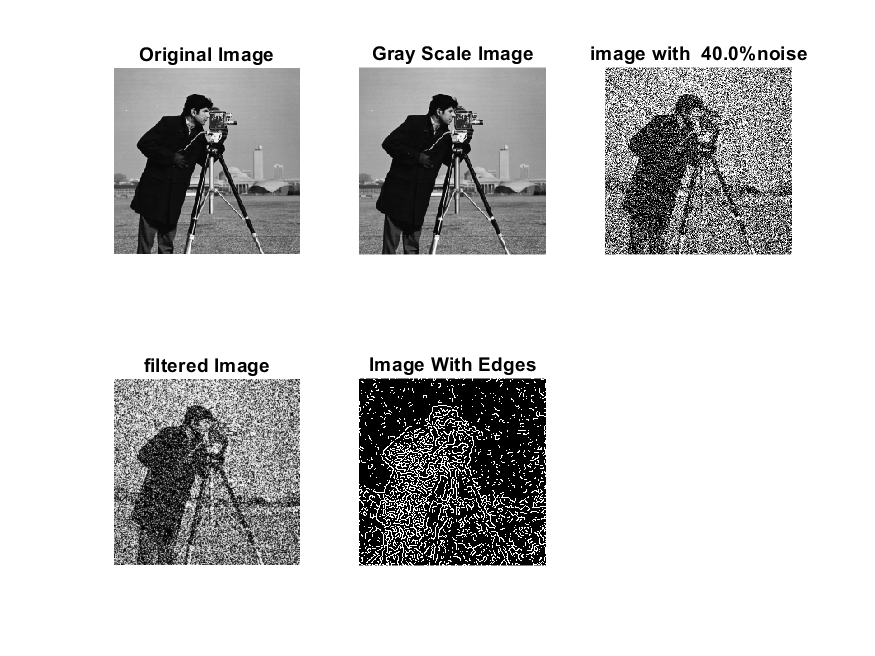 Original Image
Gray Scale Image
image with  40.0%noise
filtered Image
Image With Edges